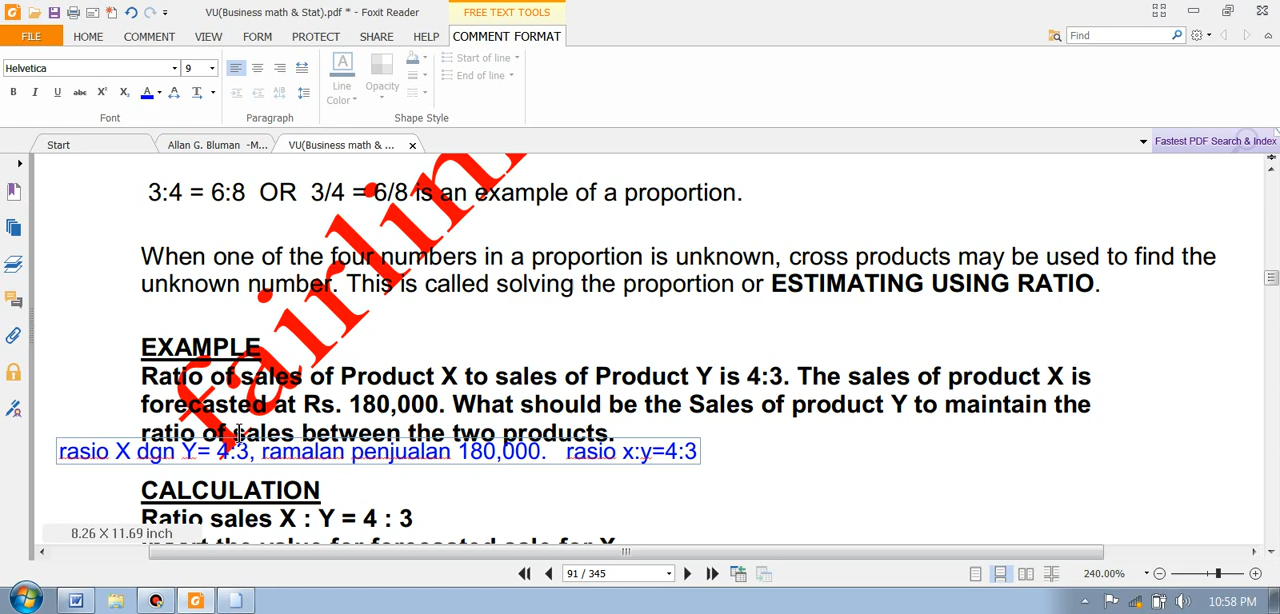 VU(Business math & Stat).pdf * - Foxit Reader
FREE TEXT TOOLS
FILE HOME COMMENT VIEW FORM PROTECT SHARE HELP COMMENT FORMAT
Find
Helvetica 9
Start of line
End of line
B I U abc X² X₂ A
Line Color
Opacity
Font Paragraph Shape Style
Start Allan G. Bluman -M... VU(Business math & ... Fastest PDF Search & Index
3:4 = 6:8 OR 3/4 = 6/8 is an example of a proportion.
When one of the four numbers in a proportion is unknown, cross products may be used to find the
unknown number. This is called solving the proportion or ESTIMATING USING RATIO.
EXAMPLE
Ratio of sales of Product X to sales of Product Y is 4:3. The sales of product X is
forecasted at Rs. 180,000. What should be the Sales of product Y to maintain the
ratio of sales between the two products.
rasio X dgn Y= 4:3, ramalan penjualan 180,000. rasio x:y=4:3
CALCULATION
Ratio sales X : Y = 4 : 3
8.26 X 11.69 inch
91 / 345
240.00%
10:58 PM